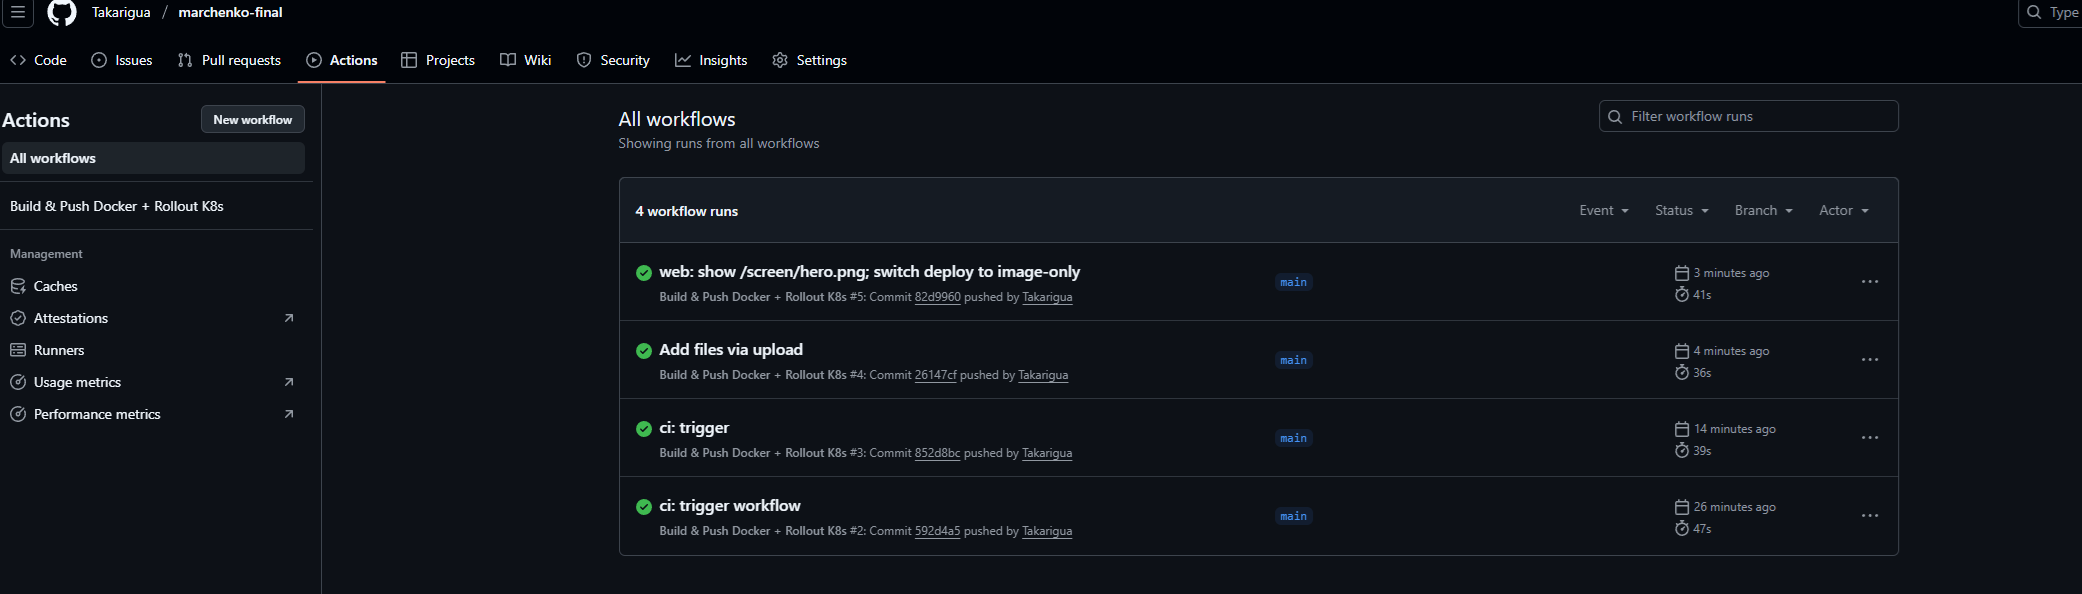 Takarigua / marchenko-final
Type
Code Issues Pull requests Actions Projects Wiki Security Insights Settings
Actions
New workflow
All workflows
Build & Push Docker + Rollout K8s
Management
Caches
Attestations
Runners
Usage metrics
Performance metrics
All workflows
Showing runs from all workflows
Filter workflow runs
4 workflow runs
Event Status Branch Actor
web: show /screen/hero.png; switch deploy to image-only
Build & Push Docker + Rollout K8s #5: Commit 82d9960 pushed by Takarigua
main
3 minutes ago
41s
Add files via upload
Build & Push Docker + Rollout K8s #4: Commit 26147cf pushed by Takarigua
main
4 minutes ago
36s
ci: trigger
Build & Push Docker + Rollout K8s #3: Commit 852d8bc pushed by Takarigua
main
14 minutes ago
39s
ci: trigger workflow
Build & Push Docker + Rollout K8s #2: Commit 592d4a5 pushed by Takarigua
main
26 minutes ago
47s